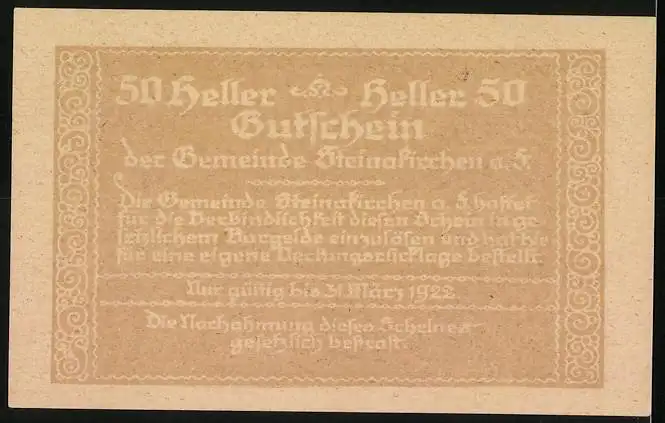 50 Heller Heller 50
Gutschein
der Gemeinde Steinakirchen a. F.
Die Gemeinde Steinakirchen a. F. haftet
für die Verbindlichkeit diesen Schein in ge-
setzlichem Bargelde einzulösen und hat hie
für eine eigene Deckungsrücklage bestellt.
Nur gültig bis 31. März 1922
Die Nachahmung dieses Scheines
gesetzlich bestraft.